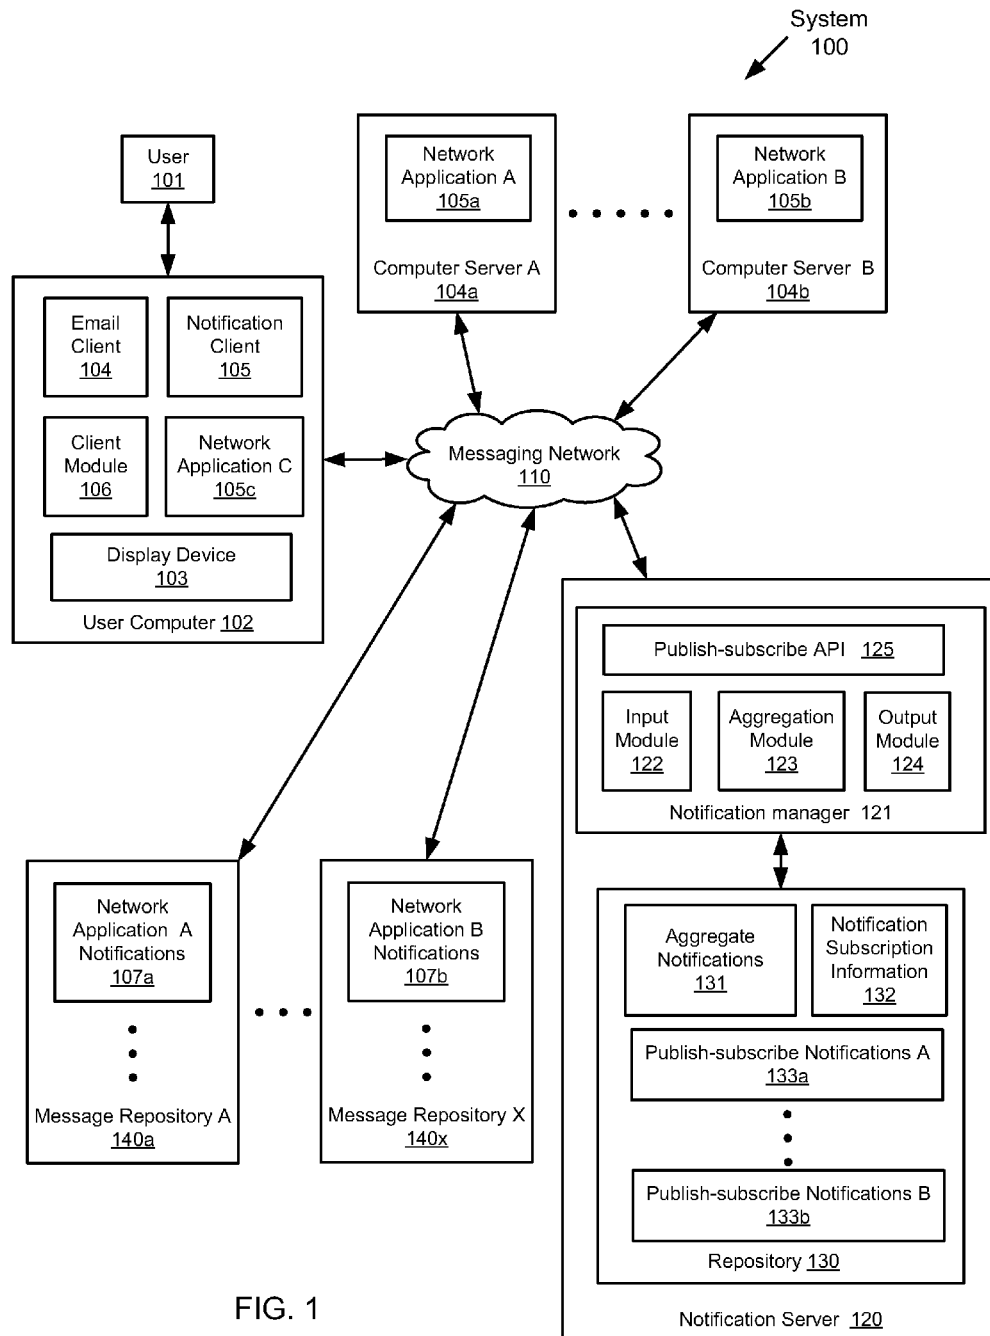 System
100
User
101
Network
Application A
105a
Computer Server A
104a
Network
Application B
105b
Computer Server B
104b
Email
Client
104
Notification
Client
105
Client
Module
106
Network
Application C
105c
Display Device
103
User Computer 102
Messaging Network
110
Publish-subscribe API 125
Input
Module
122
Aggregation
Module
123
Output
Module
124
Notification manager 121
Network
Application A
Notifications
107a
Message Repository A
140a
Network
Application B
Notifications
107b
Message Repository X
140x
Aggregate
Notifications
131
Notification
Subscription
Information
132
Publish-subscribe Notifications A
133a
Publish-subscribe Notifications B
133b
Repository 130
Notification Server 120
FIG. 1